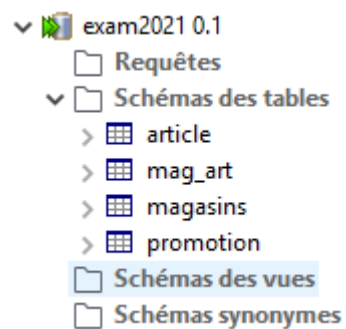 exam2021 0.1
Requêtes
Schémas des tables
article
mag_art
magasins
promotion
Schémas des vues
Schémas synonymes